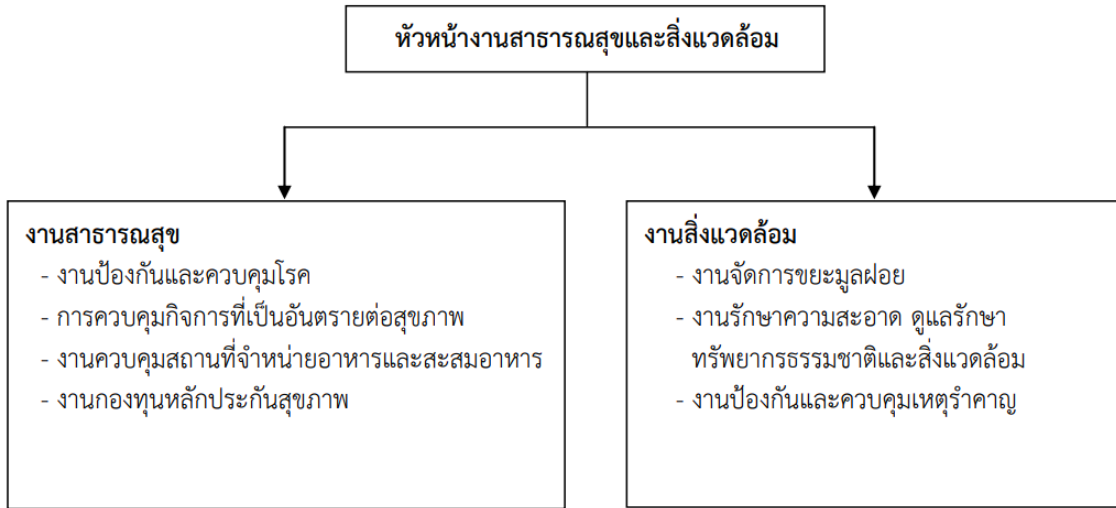 หัวหน้างานสาธารณสุขและสิ่งแวดล้อม
งานสาธารณสุข
- งานป้องกันและควบคุมโรค
- การควบคุมกิจการที่เป็นอันตรายต่อสุขภาพ
- งานควบคุมสถานที่จำหน่ายอาหารและสะสมอาหาร
- งานกองทุนหลักประกันสุขภาพ
งานสิ่งแวดล้อม
- งานจัดการขยะมูลฝอย
- งานรักษาความสะอาด ดูแลรักษา
ทรัพยากรธรรมชาติและสิ่งแวดล้อม
- งานป้องกันและควบคุมเหตุรำคาญ